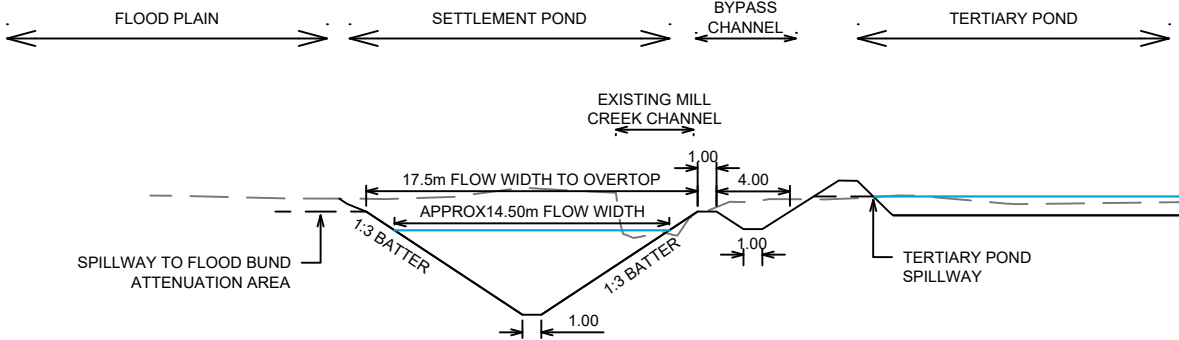 FLOOD PLAIN
SETTLEMENT POND
BYPASS
CHANNEL
TERTIARY POND
EXISTING MILL
CREEK CHANNEL
1.00
17.5m FLOW WIDTH TO OVERTOP
4.00
APPROX14.50m FLOW WIDTH
1:3 BATTER
1:3 BATTER
1.00
SPILLWAY TO FLOOD BUND
ATTENUATION AREA
TERTIARY POND
SPILLWAY
1.00